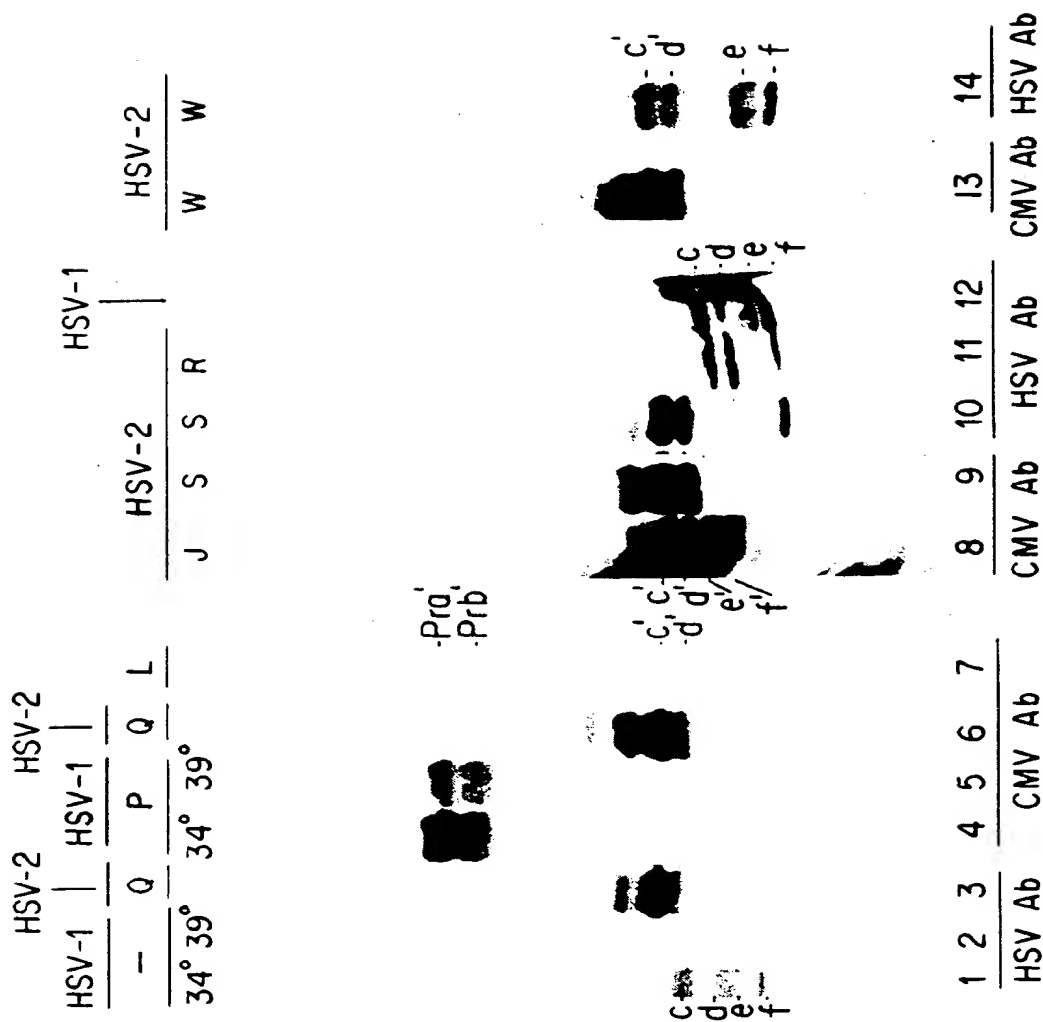 HSV-2 HSV-2
HSV-1 | HSV-1 |
- Q P Q L
34° 39° 34° 39°
HSV-1
HSV-2
J S S R
HSV-2
W W
Pra'
Prb'
c
d
e
f
c'
d'
c'
d'
e'
f'
c
d
e
f
c'
d'
e
f
1 2 3 4 5 6 7 8 9 10 11 12 13 14
HSV Ab CMV Ab CMV Ab HSV Ab CMV Ab HSV Ab